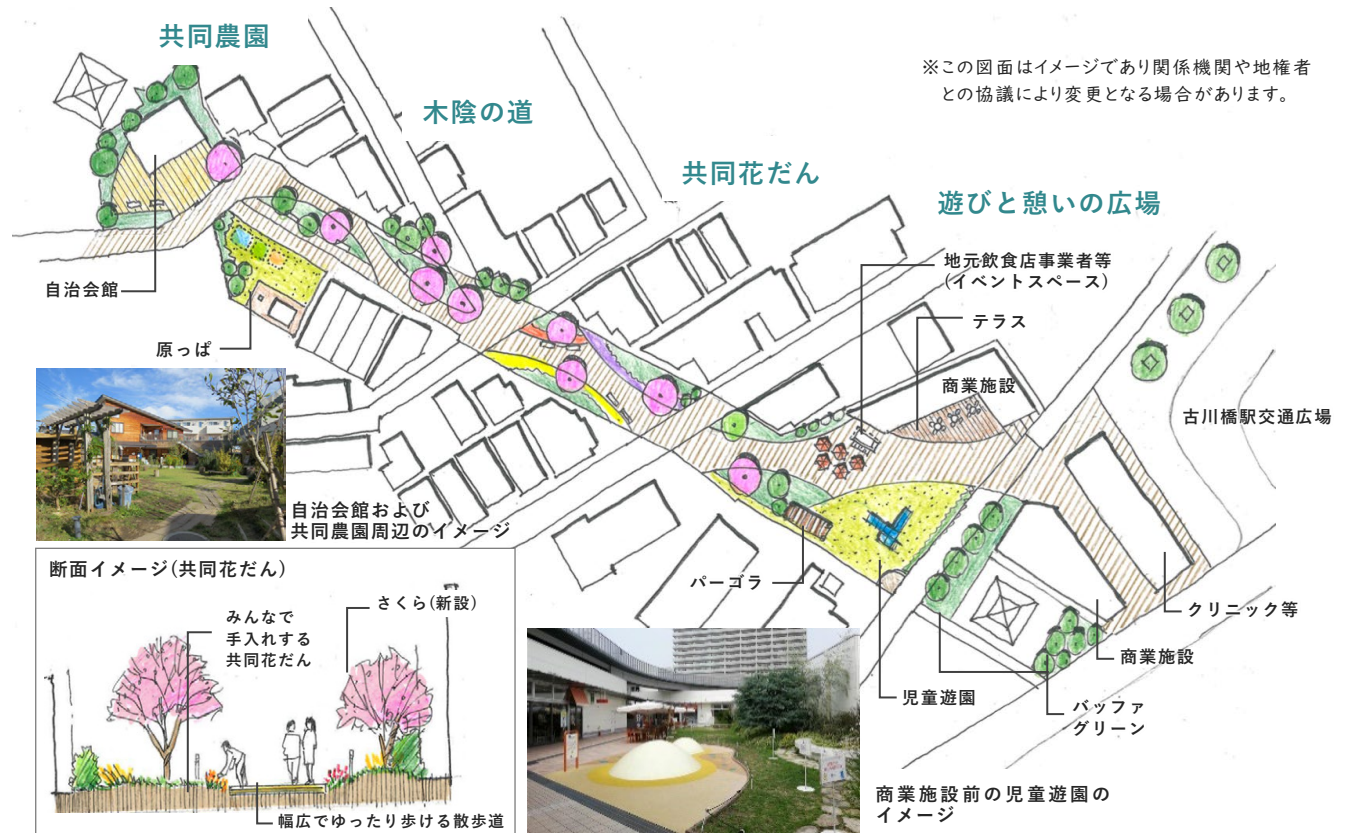 共同農園
木陰の道
共同花だん
遊びと憩いの広場
※この図面はイメージであり関係機関や地権者
との協議により変更となる場合があります。
地元飲食店事業者等
(イベントスペース)
テラス
商業施設
古川橋駅交通広場
自治会館
原っぱ
自治会館および
共同農園周辺のイメージ
パーゴラ
児童遊園
バッファ
グリーン
商業施設
クリニック等
断面イメージ(共同花だん)
みんなで
手入れする
共同花だん
さくら(新設)
幅広でゆったり歩ける散歩道
商業施設前の児童遊園の
イメージ